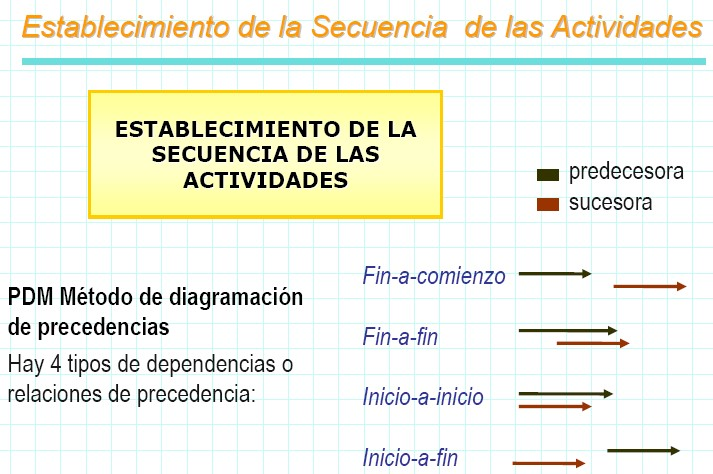 Establecimiento de la Secuencia de las Actividades
ESTABLECIMIENTO DE LA
SECUENCIA DE LAS
ACTIVIDADES
predecesora
sucesora
PDM Método de diagramación
de precedencias
Hay 4 tipos de dependencias o
relaciones de precedencia:
Fin-a-comienzo
Fin-a-fin
Inicio-a-inicio
Inicio-a-fin